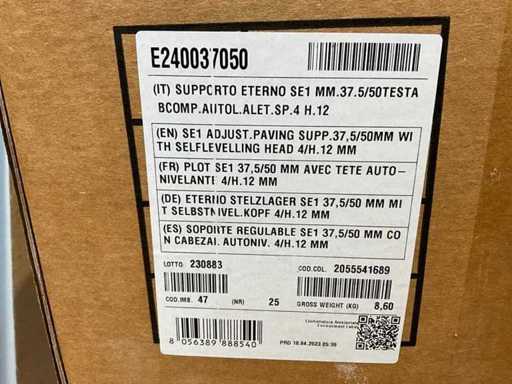 E240037050
(IT) SUPPORTO ETERNO SE1 MM.37.5/50TESTA
BCOMP.AUTOL.ALET.SP.4 H.12
(EN) SE1 ADJUST.PAVING SUPP.37,5/50MM WI
TH SELFLEVELLING HEAD 4/H.12 MM
(FR) PLOT SE1 37,5/50 MM AVEC TETE AUTO-
NIVELANTE 4/H.12 MM
(DE) ETERNO STELZLAGER SE1 37,5/50 MM MI
T SELBSTNIVEL.KOPF 4/H.12 MM
(ES) SOPORTE REGULABLE SE1 37,5/50 MM CO
N CABEZAL AUTONIV. 4/H.12 MM
LOTTO 230883 COD.CDL. 2055541689
COD.IMB. 47 (NR) 25 GROSS WEIGHT (KG) 8,60
8 056389 888540
PRD 18.04.2023 05:30